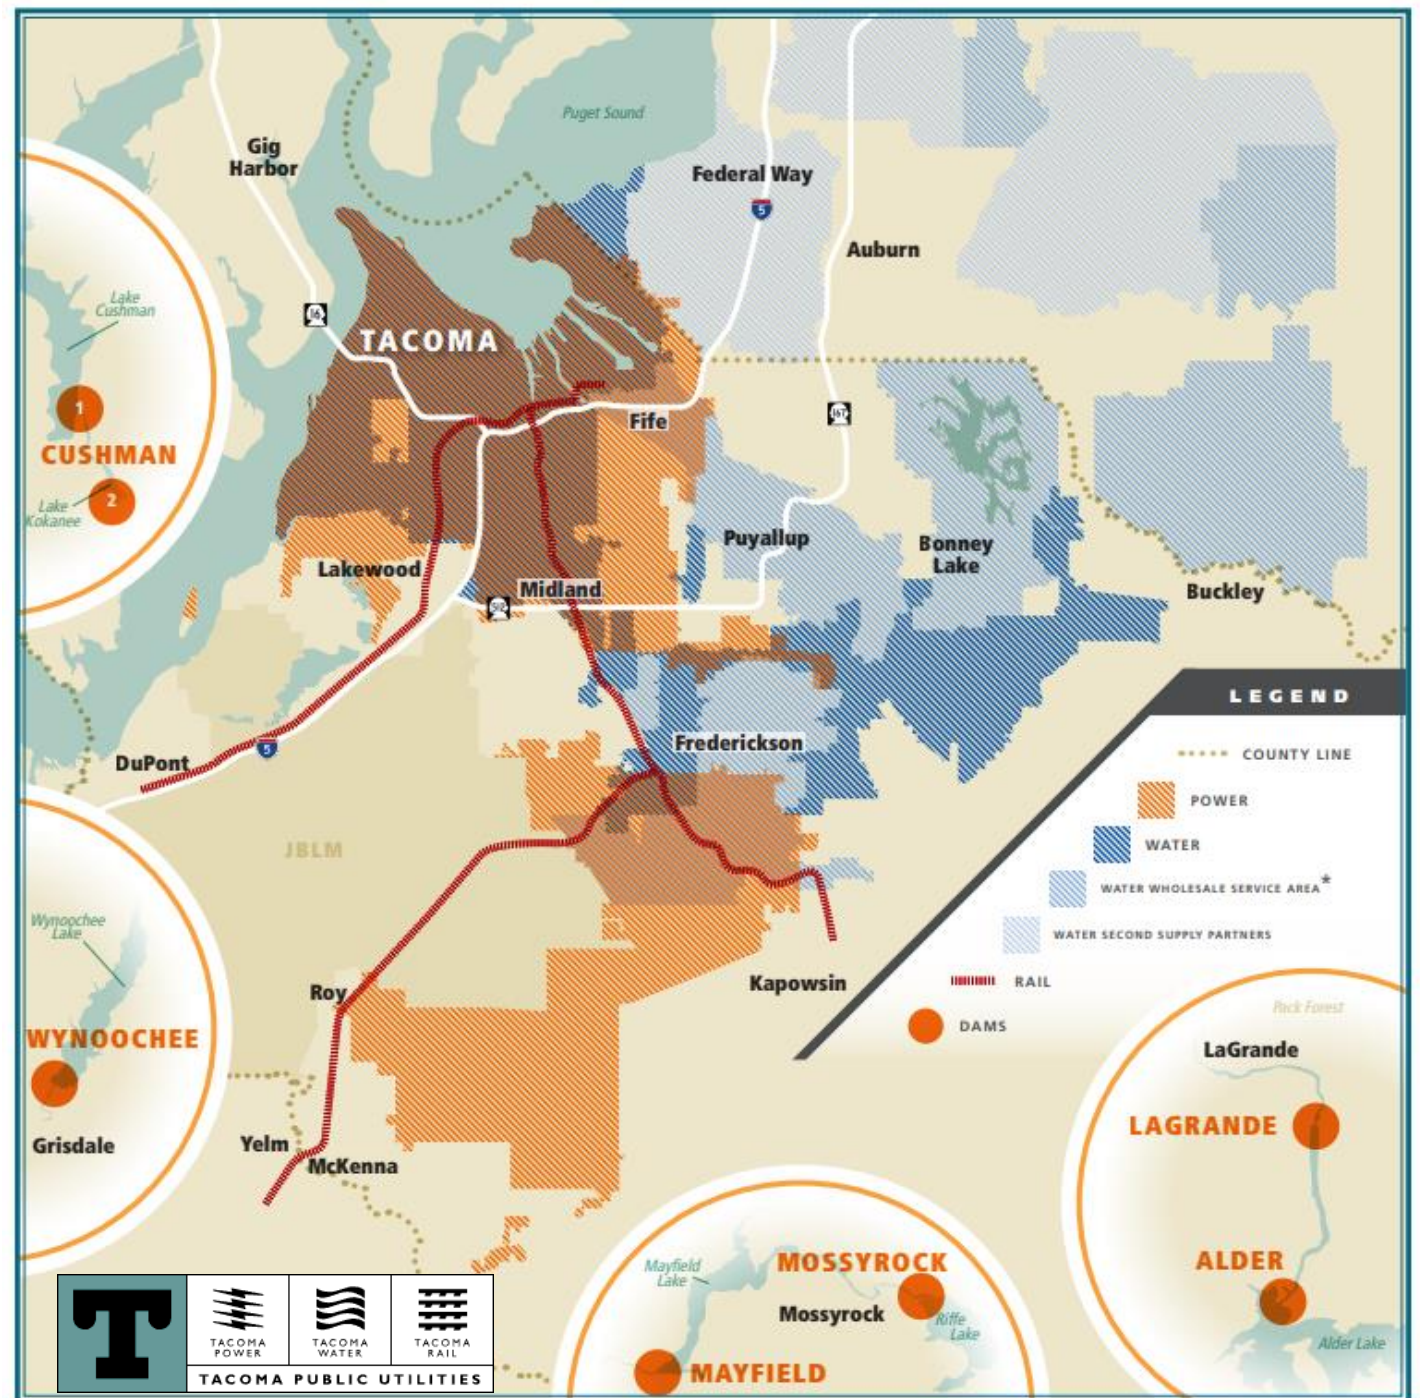 Puget Sound
Gig
Harbor
Federal Way
5
Auburn
16
TACOMA
Lake
Cushman
1
CUSHMAN
2
Lake
Kokanee
Fife
167
Puyallup
Bonney
Lake
Lakewood
Midland
512
Buckley
Frederickson
DuPont
5
JBLM
LEGEND
COUNTY LINE
POWER
WATER
WATER WHOLESALE SERVICE AREA*
WATER SECOND SUPPLY PARTNERS
RAIL
DAMS
Wynoochee
Lake
WYNOOCHEE
Grisdale
Roy
Kapowsin
Yelm
McKenna
Pack Forest
LaGrande
LAGRANDE
ALDER
Alder Lake
Mayfield
Lake
MOSSYROCK
Mossyrock
Riffe
Lake
MAYFIELD
T
TACOMA
POWER
TACOMA
WATER
TACOMA
RAIL
TACOMA PUBLIC UTILITIES